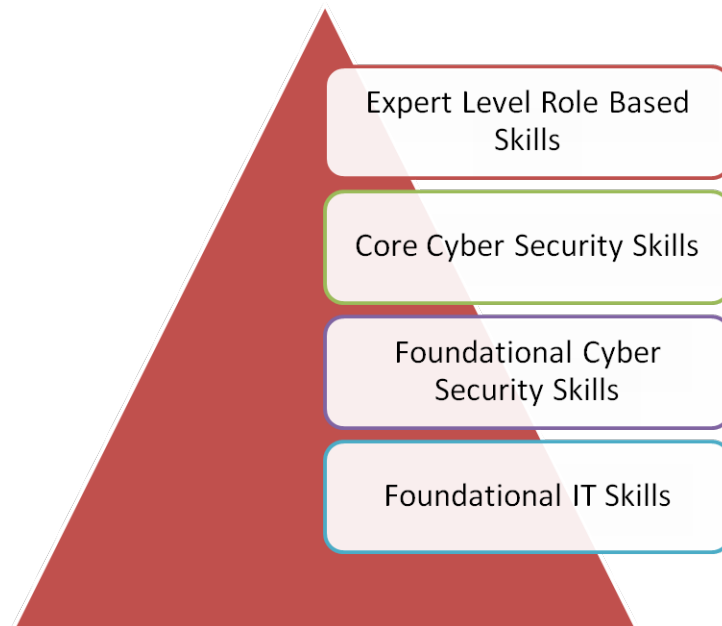 Expert Level Role Based
Skills
Core Cyber Security Skills
Foundational Cyber
Security Skills
Foundational IT Skills